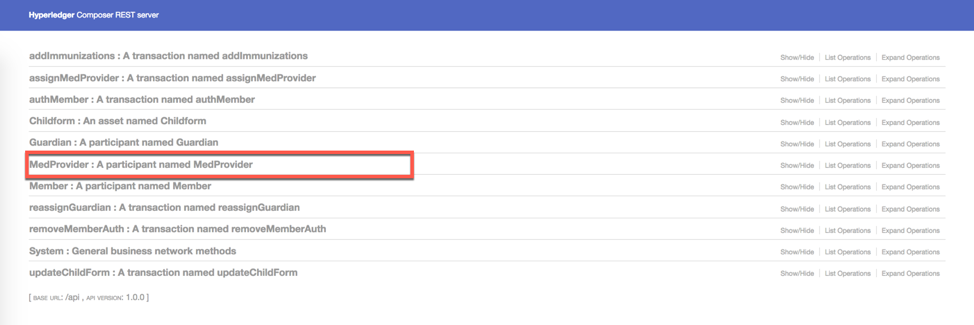 Hyperledger Composer REST server
addImmunizations : A transaction named addImmunizations Show/Hide List Operations Expand Operations
assignMedProvider : A transaction named assignMedProvider Show/Hide List Operations Expand Operations
authMember : A transaction named authMember Show/Hide List Operations Expand Operations
Childform : An asset named Childform Show/Hide List Operations Expand Operations
Guardian : A participant named Guardian Show/Hide List Operations Expand Operations
MedProvider : A participant named MedProvider Show/Hide List Operations Expand Operations
Member : A participant named Member Show/Hide List Operations Expand Operations
reassignGuardian : A transaction named reassignGuardian Show/Hide List Operations Expand Operations
removeMemberAuth : A transaction named removeMemberAuth Show/Hide List Operations Expand Operations
System : General business network methods Show/Hide List Operations Expand Operations
updateChildForm : A transaction named updateChildForm Show/Hide List Operations Expand Operations
[ BASE URL: /api , API VERSION: 1.0.0 ]